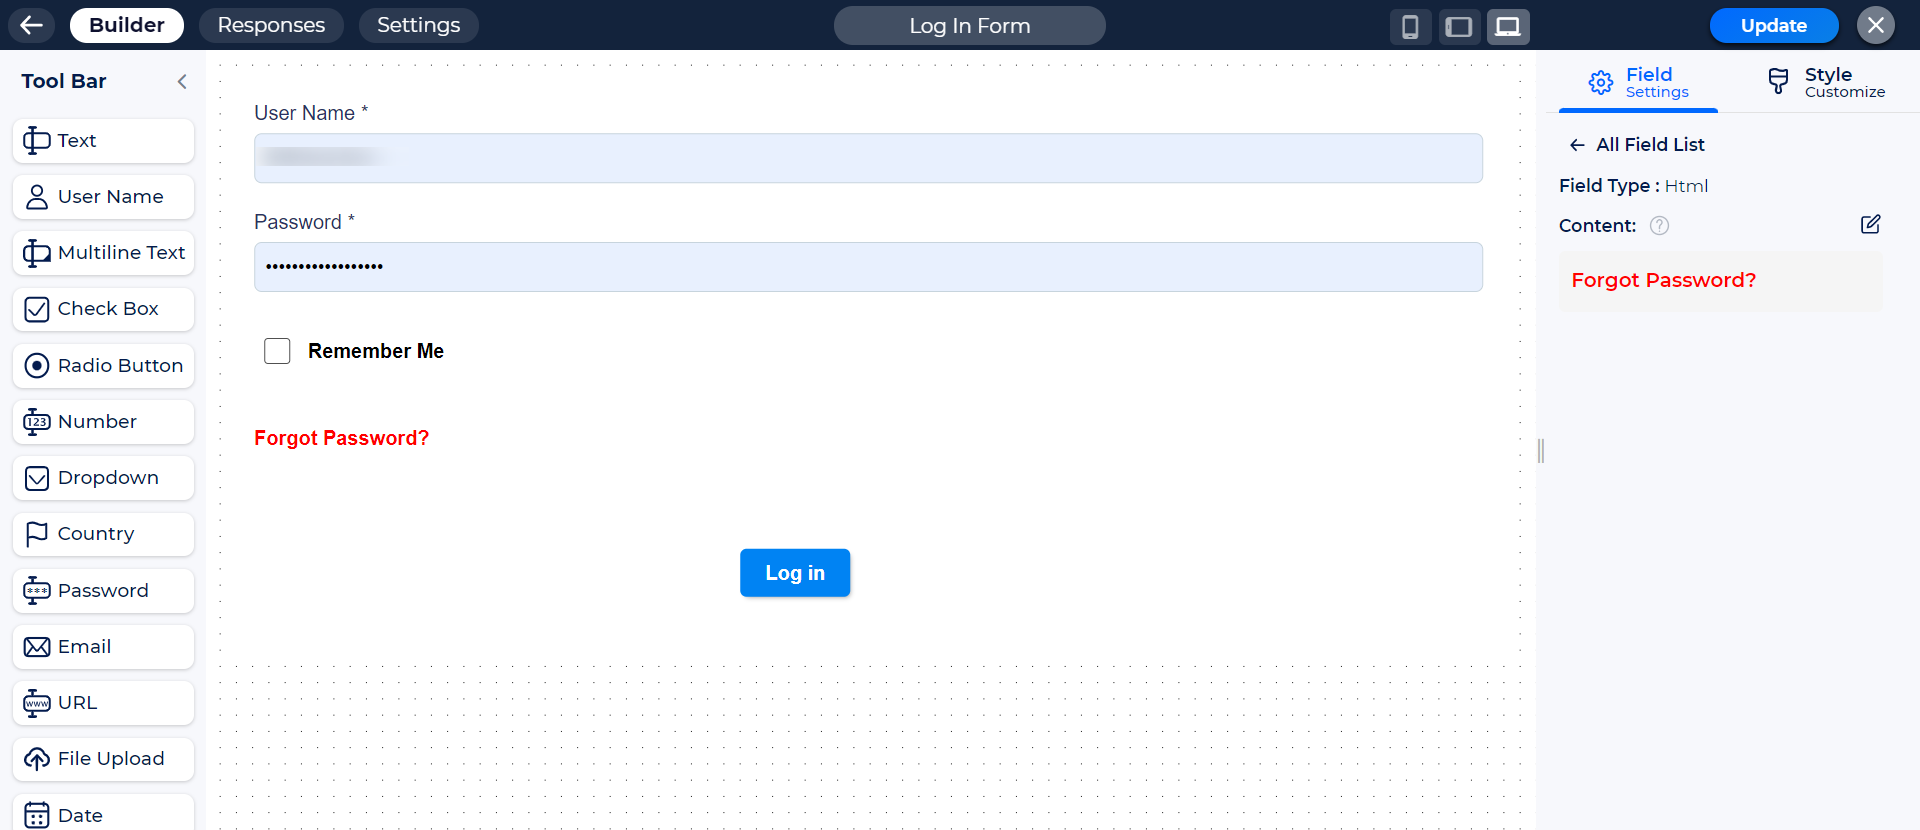 Builder
Responses
Settings
Log In Form
Update
Tool Bar
Text
User Name
Multiline Text
Check Box
Radio Button
123
Number
Dropdown
Country
***
Password
Email
www
URL
File Upload
Date
User Name *
Password *
••••••••••••••••••
Remember Me
Forgot Password?
Log in
Field
Settings
Style
Customize
All Field List
Field Type : Html
Content: ?
Forgot Password?